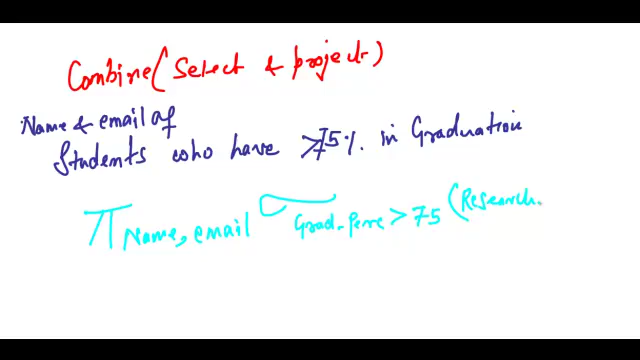 Combine (Select & project)
Name & email of
Students who have >75% in Graduation
π Name, email σ Grad_Perc > 75 (Research.